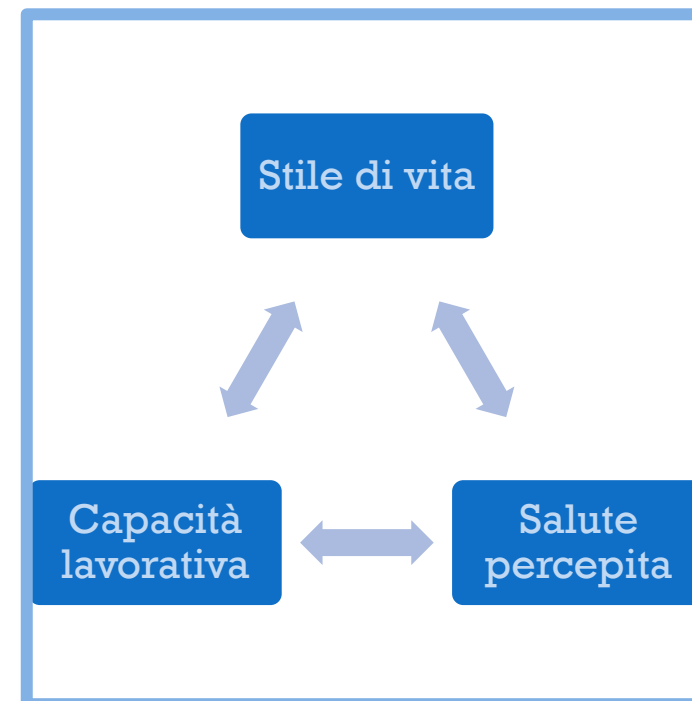 Stile di vita
Capacità
lavorativa
Salute
percepita